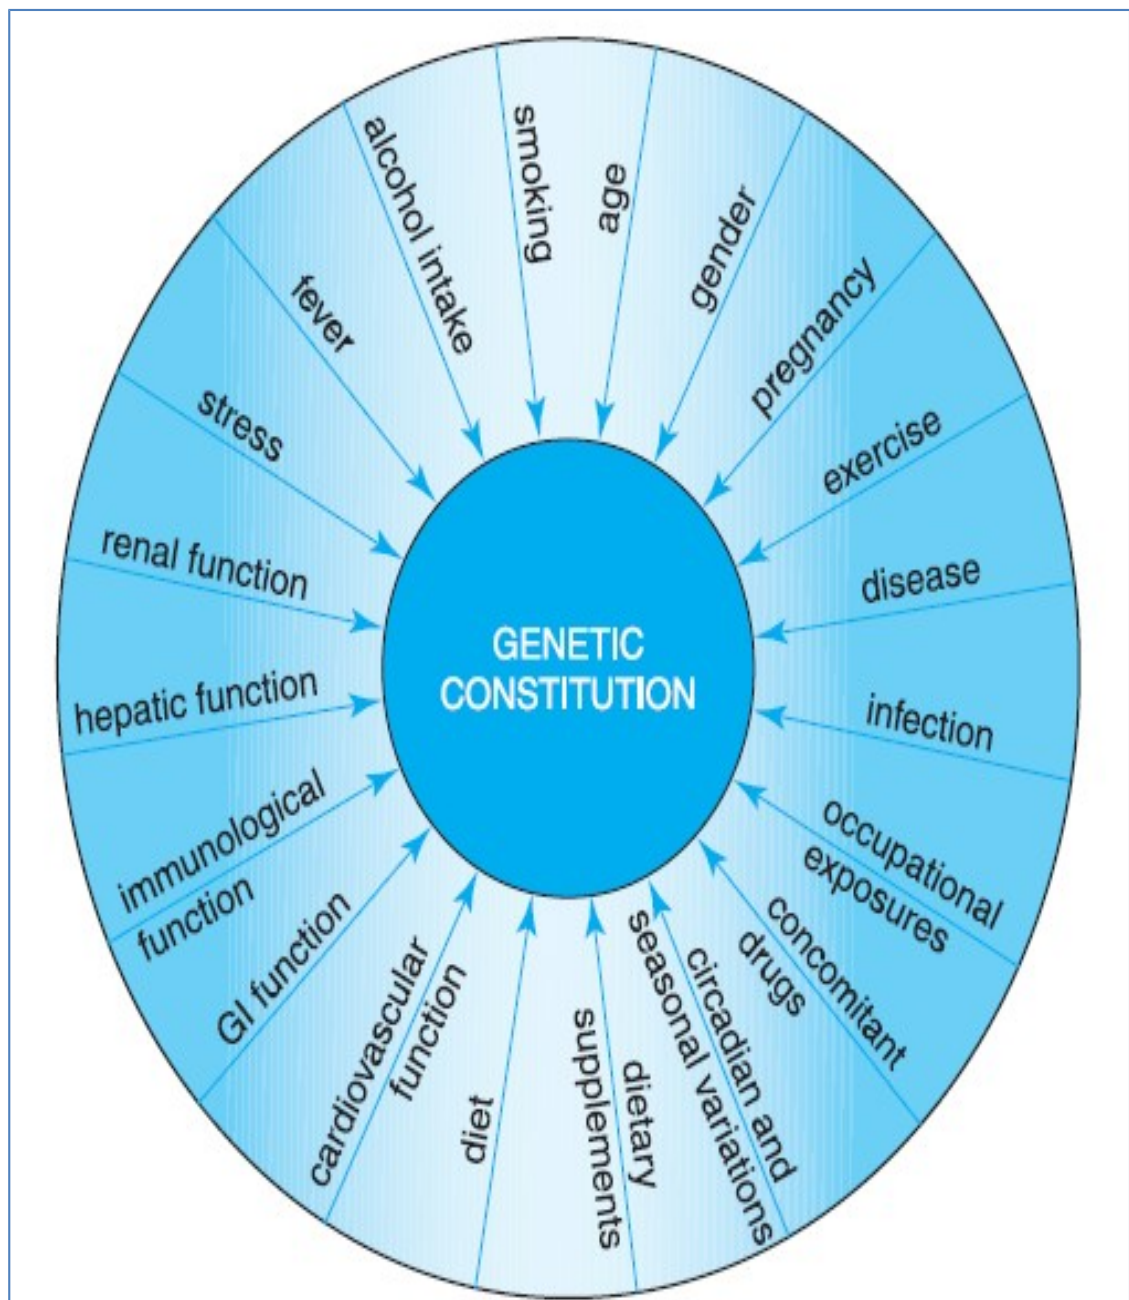 smoking
age
gender
pregnancy
exercise
disease
infection
occupational
exposures
concomitant
drugs
circadian and
seasonal variations
dietary
supplements
diet
cardiovascular
function
GI function
immunological
function
hepatic function
renal function
stress
fever
alcohol intake
GENETIC
CONSTITUTION